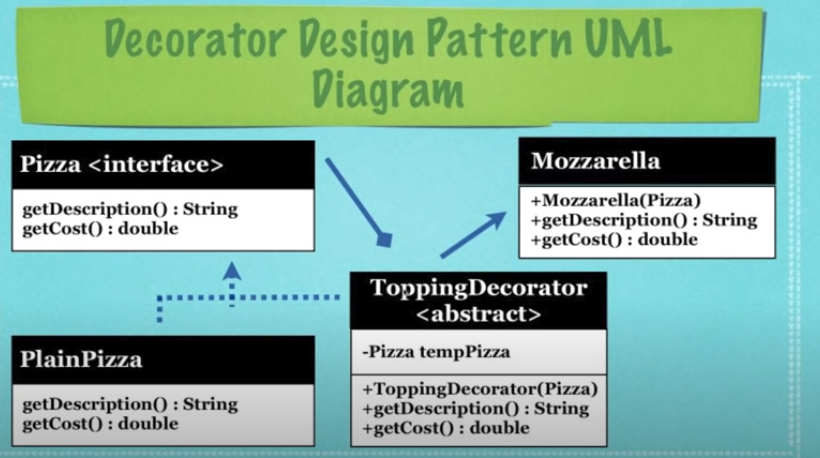 Decorator Design Pattern UML
Diagram
Pizza <interface>
getDescription() : String
getCost() : double
Mozzarella
+Mozzarella(Pizza)
+getDescription() : String
+getCost() : double
ToppingDecorator
<abstract>
-Pizza tempPizza
+ToppingDecorator(Pizza)
+getDescription() : String
+getCost() : double
PlainPizza
getDescription() : String
getCost() : double